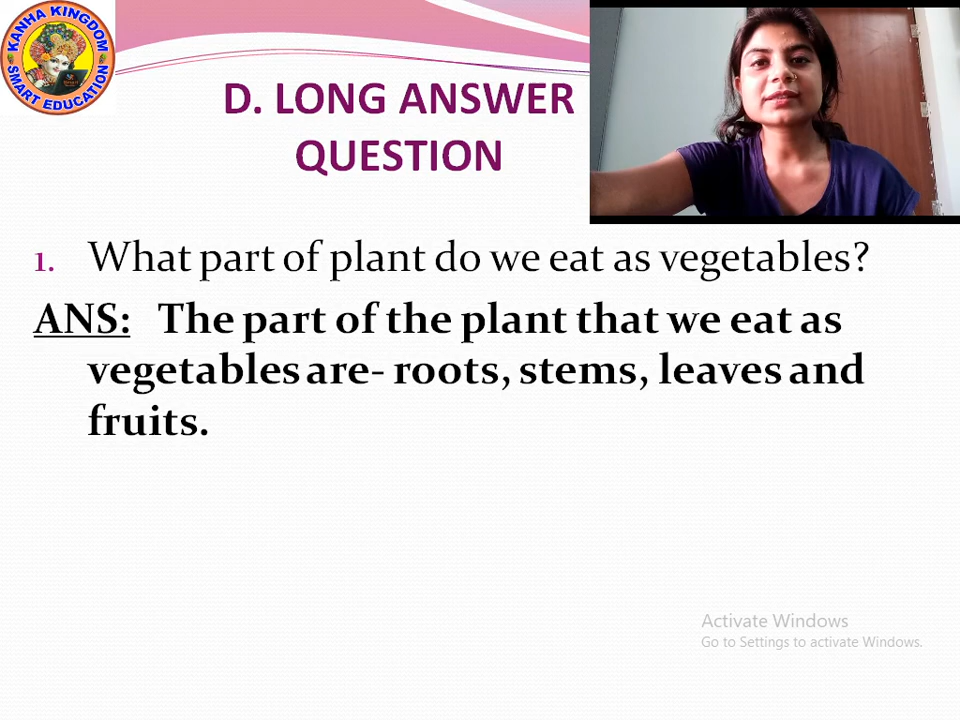 KANHA KINGDOM
SMART EDUCATION
D. LONG ANSWER
QUESTION
1. What part of plant do we eat as vegetables?
ANS: The part of the plant that we eat as
vegetables are- roots, stems, leaves and
fruits.
Activate Windows
Go to Settings to activate Windows.